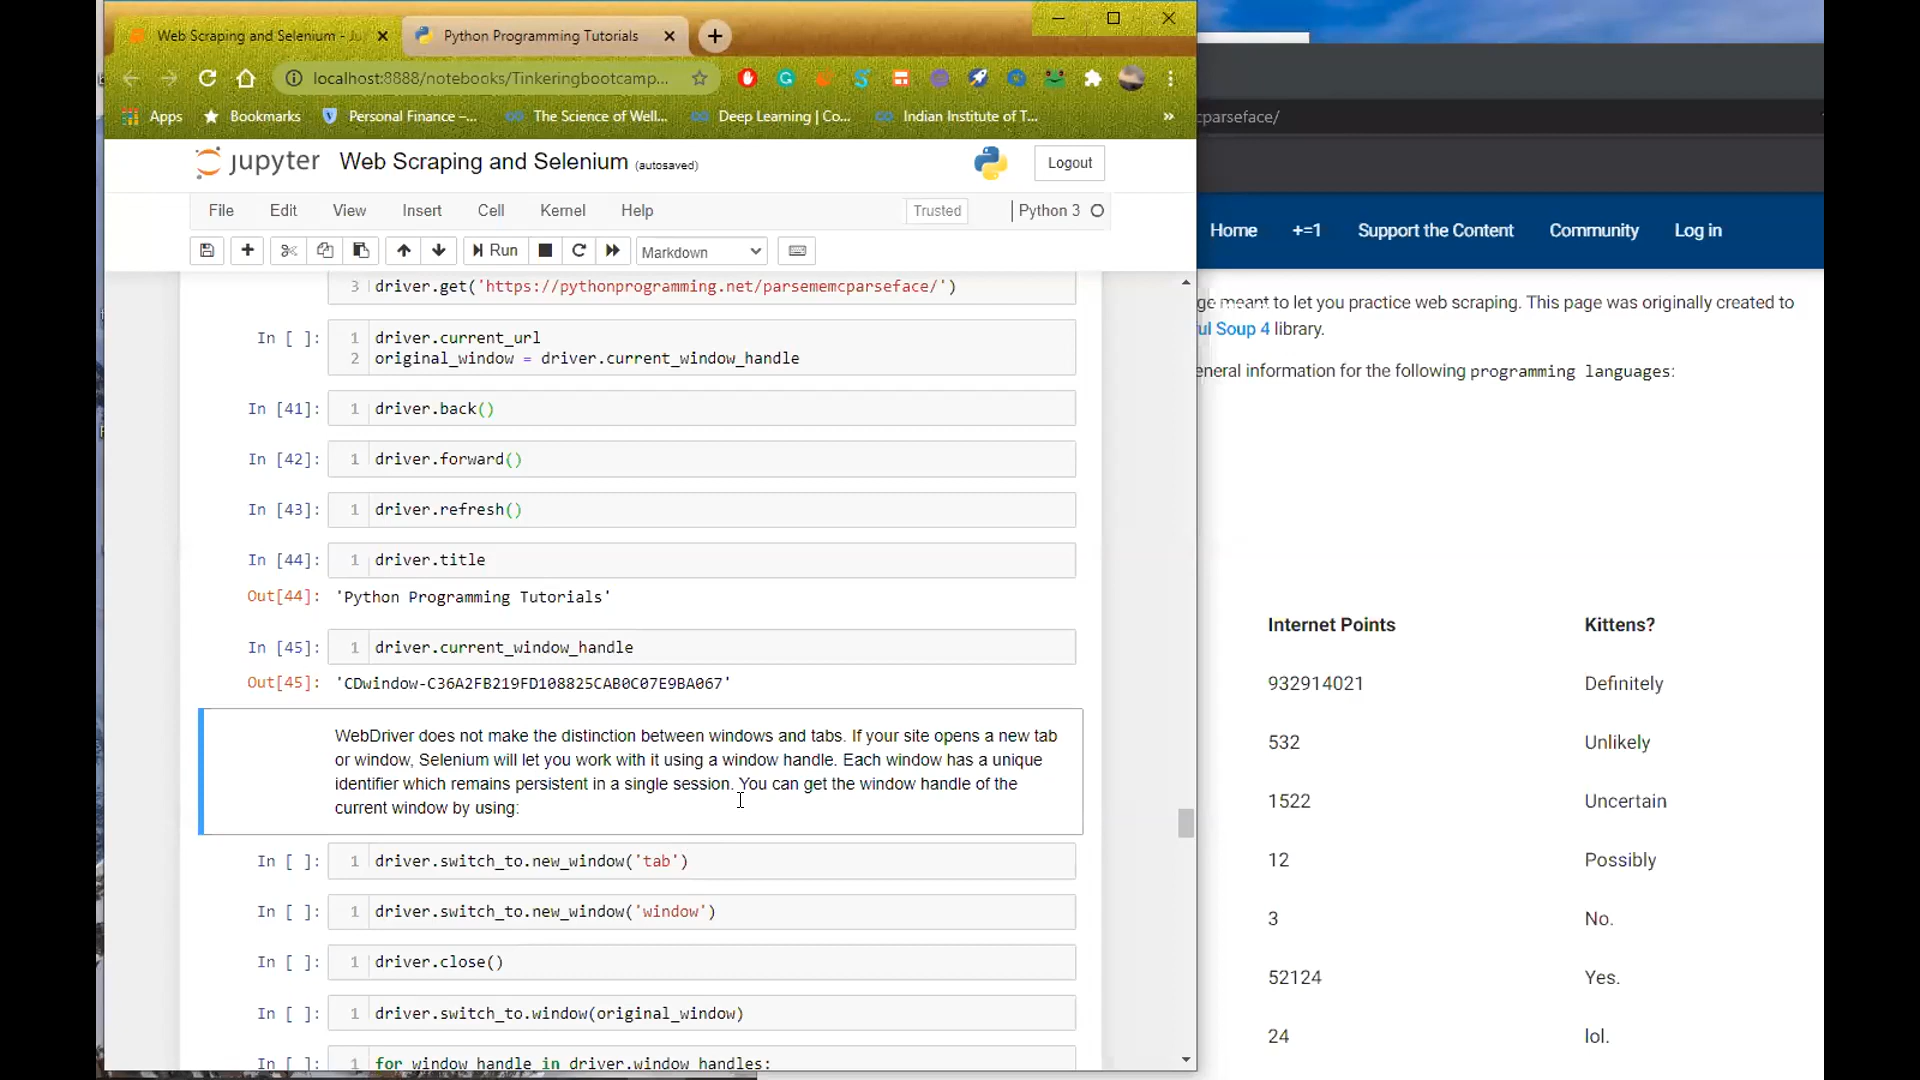 Web Scraping and Selenium - Ju
Python Programming Tutorials
localhost:8888/notebooks/Tinkeringbootcamp...
Apps
Bookmarks
Personal Finance –...
The Science of Well...
Deep Learning | Co...
Indian Institute of T...
»
cparseface/
jupyter
Web Scraping and Selenium (autosaved)
Logout
File
Edit
View
Insert
Cell
Kernel
Help
Trusted
Python 3
Run
Markdown
Home
+=1
Support the Content
Community
Log in
3 driver.get('https://pythonprogramming.net/parsememcparseface/')
In [ ]: 1 driver.current_url
2 original_window = driver.current_window_handle
In [41]: 1 driver.back()
In [42]: 1 driver.forward()
In [43]: 1 driver.refresh()
In [44]: 1 driver.title
Out[44]: 'Python Programming Tutorials'
In [45]: 1 driver.current_window_handle
Out[45]: 'CDwindow-C36A2FB219FD108825CAB0C07E9BA067'
WebDriver does not make the distinction between windows and tabs. If your site opens a new tab
or window, Selenium will let you work with it using a window handle. Each window has a unique
identifier which remains persistent in a single session. You can get the window handle of the
current window by using:
In [ ]: 1 driver.switch_to.new_window('tab')
In [ ]: 1 driver.switch_to.new_window('window')
In [ ]: 1 driver.close()
In [ ]: 1 driver.switch_to.window(original_window)
In [ ]: 1 for window_handle in driver.window_handles:
ge meant to let you practice web scraping. This page was originally created to
ul Soup 4 library.
eneral information for the following programming languages:
Internet Points Kittens?
932914021 Definitely
532 Unlikely
1522 Uncertain
12 Possibly
3 No.
52124 Yes.
24 lol.